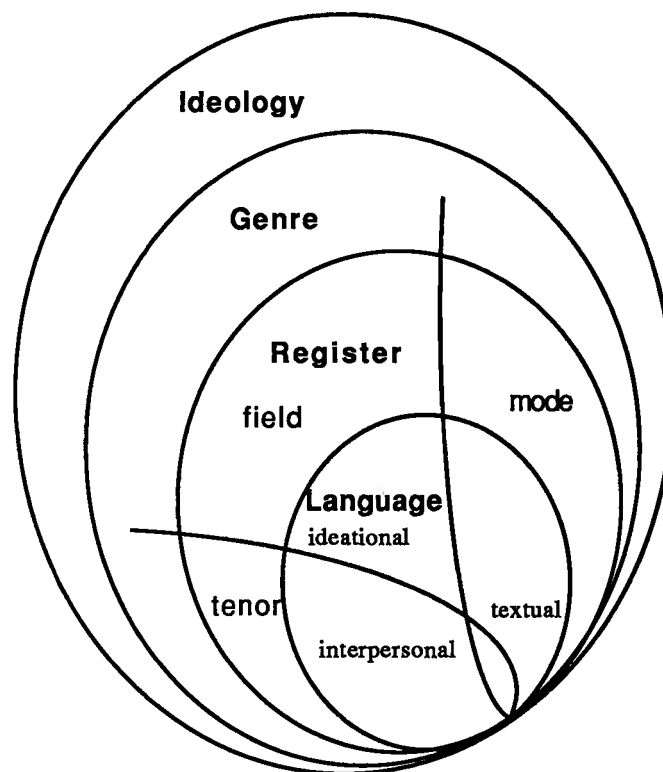 Ideology
Genre
Register
mode
field
Language
ideational
tenor
textual
interpersonal